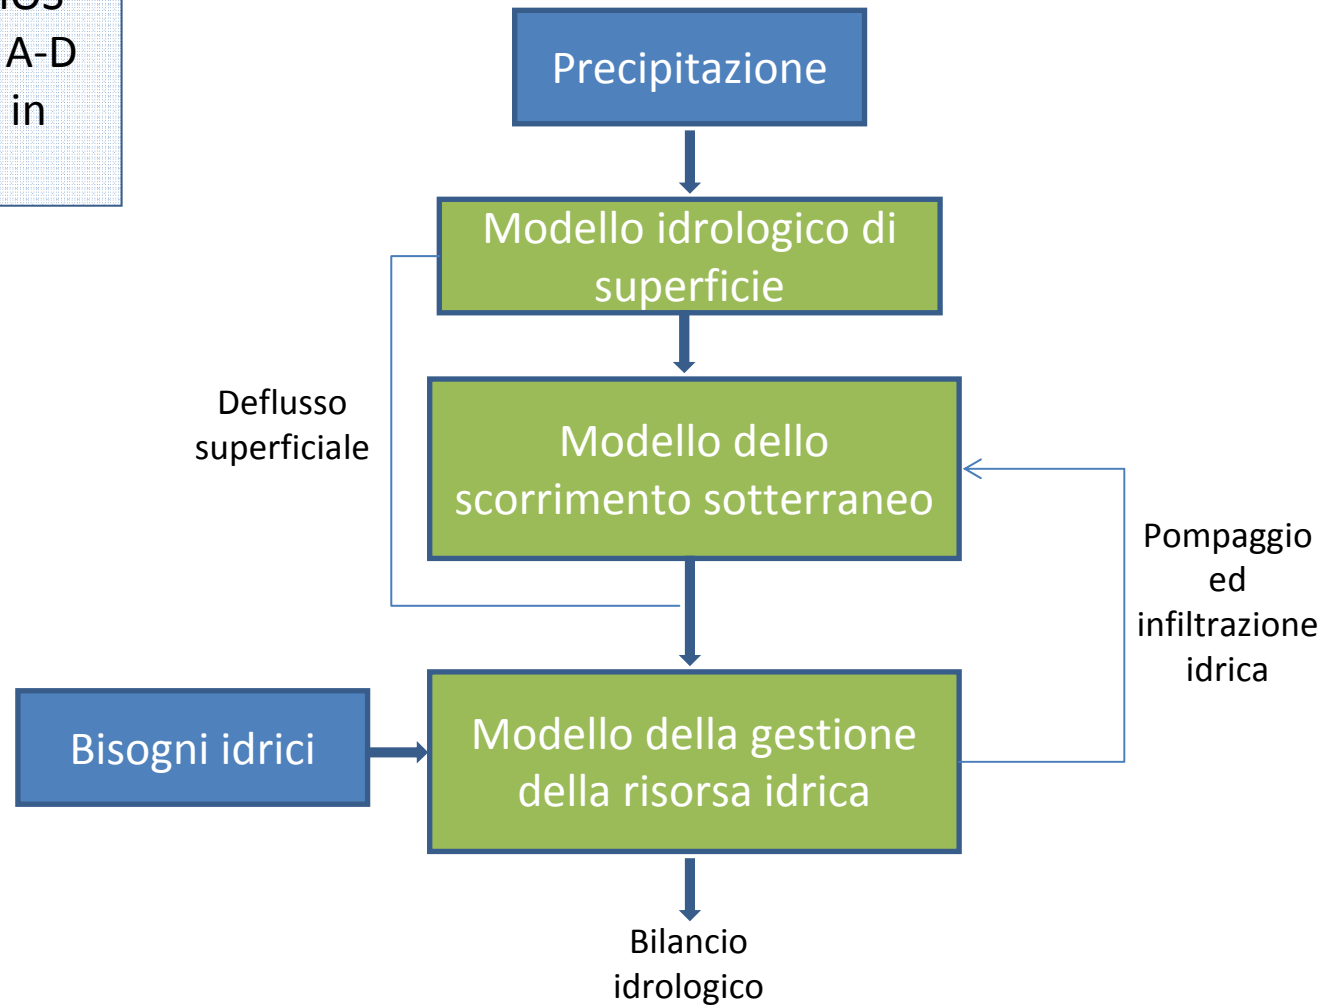 A-D
in
Precipitazione
Modello idrologico di
superficie
Deflusso
superficiale
Modello dello
scorrimento sotterraneo
Pompaggio
ed
infiltrazione
idrica
Bisogni idrici
Modello della gestione
della risorsa idrica
Bilancio
idrologico